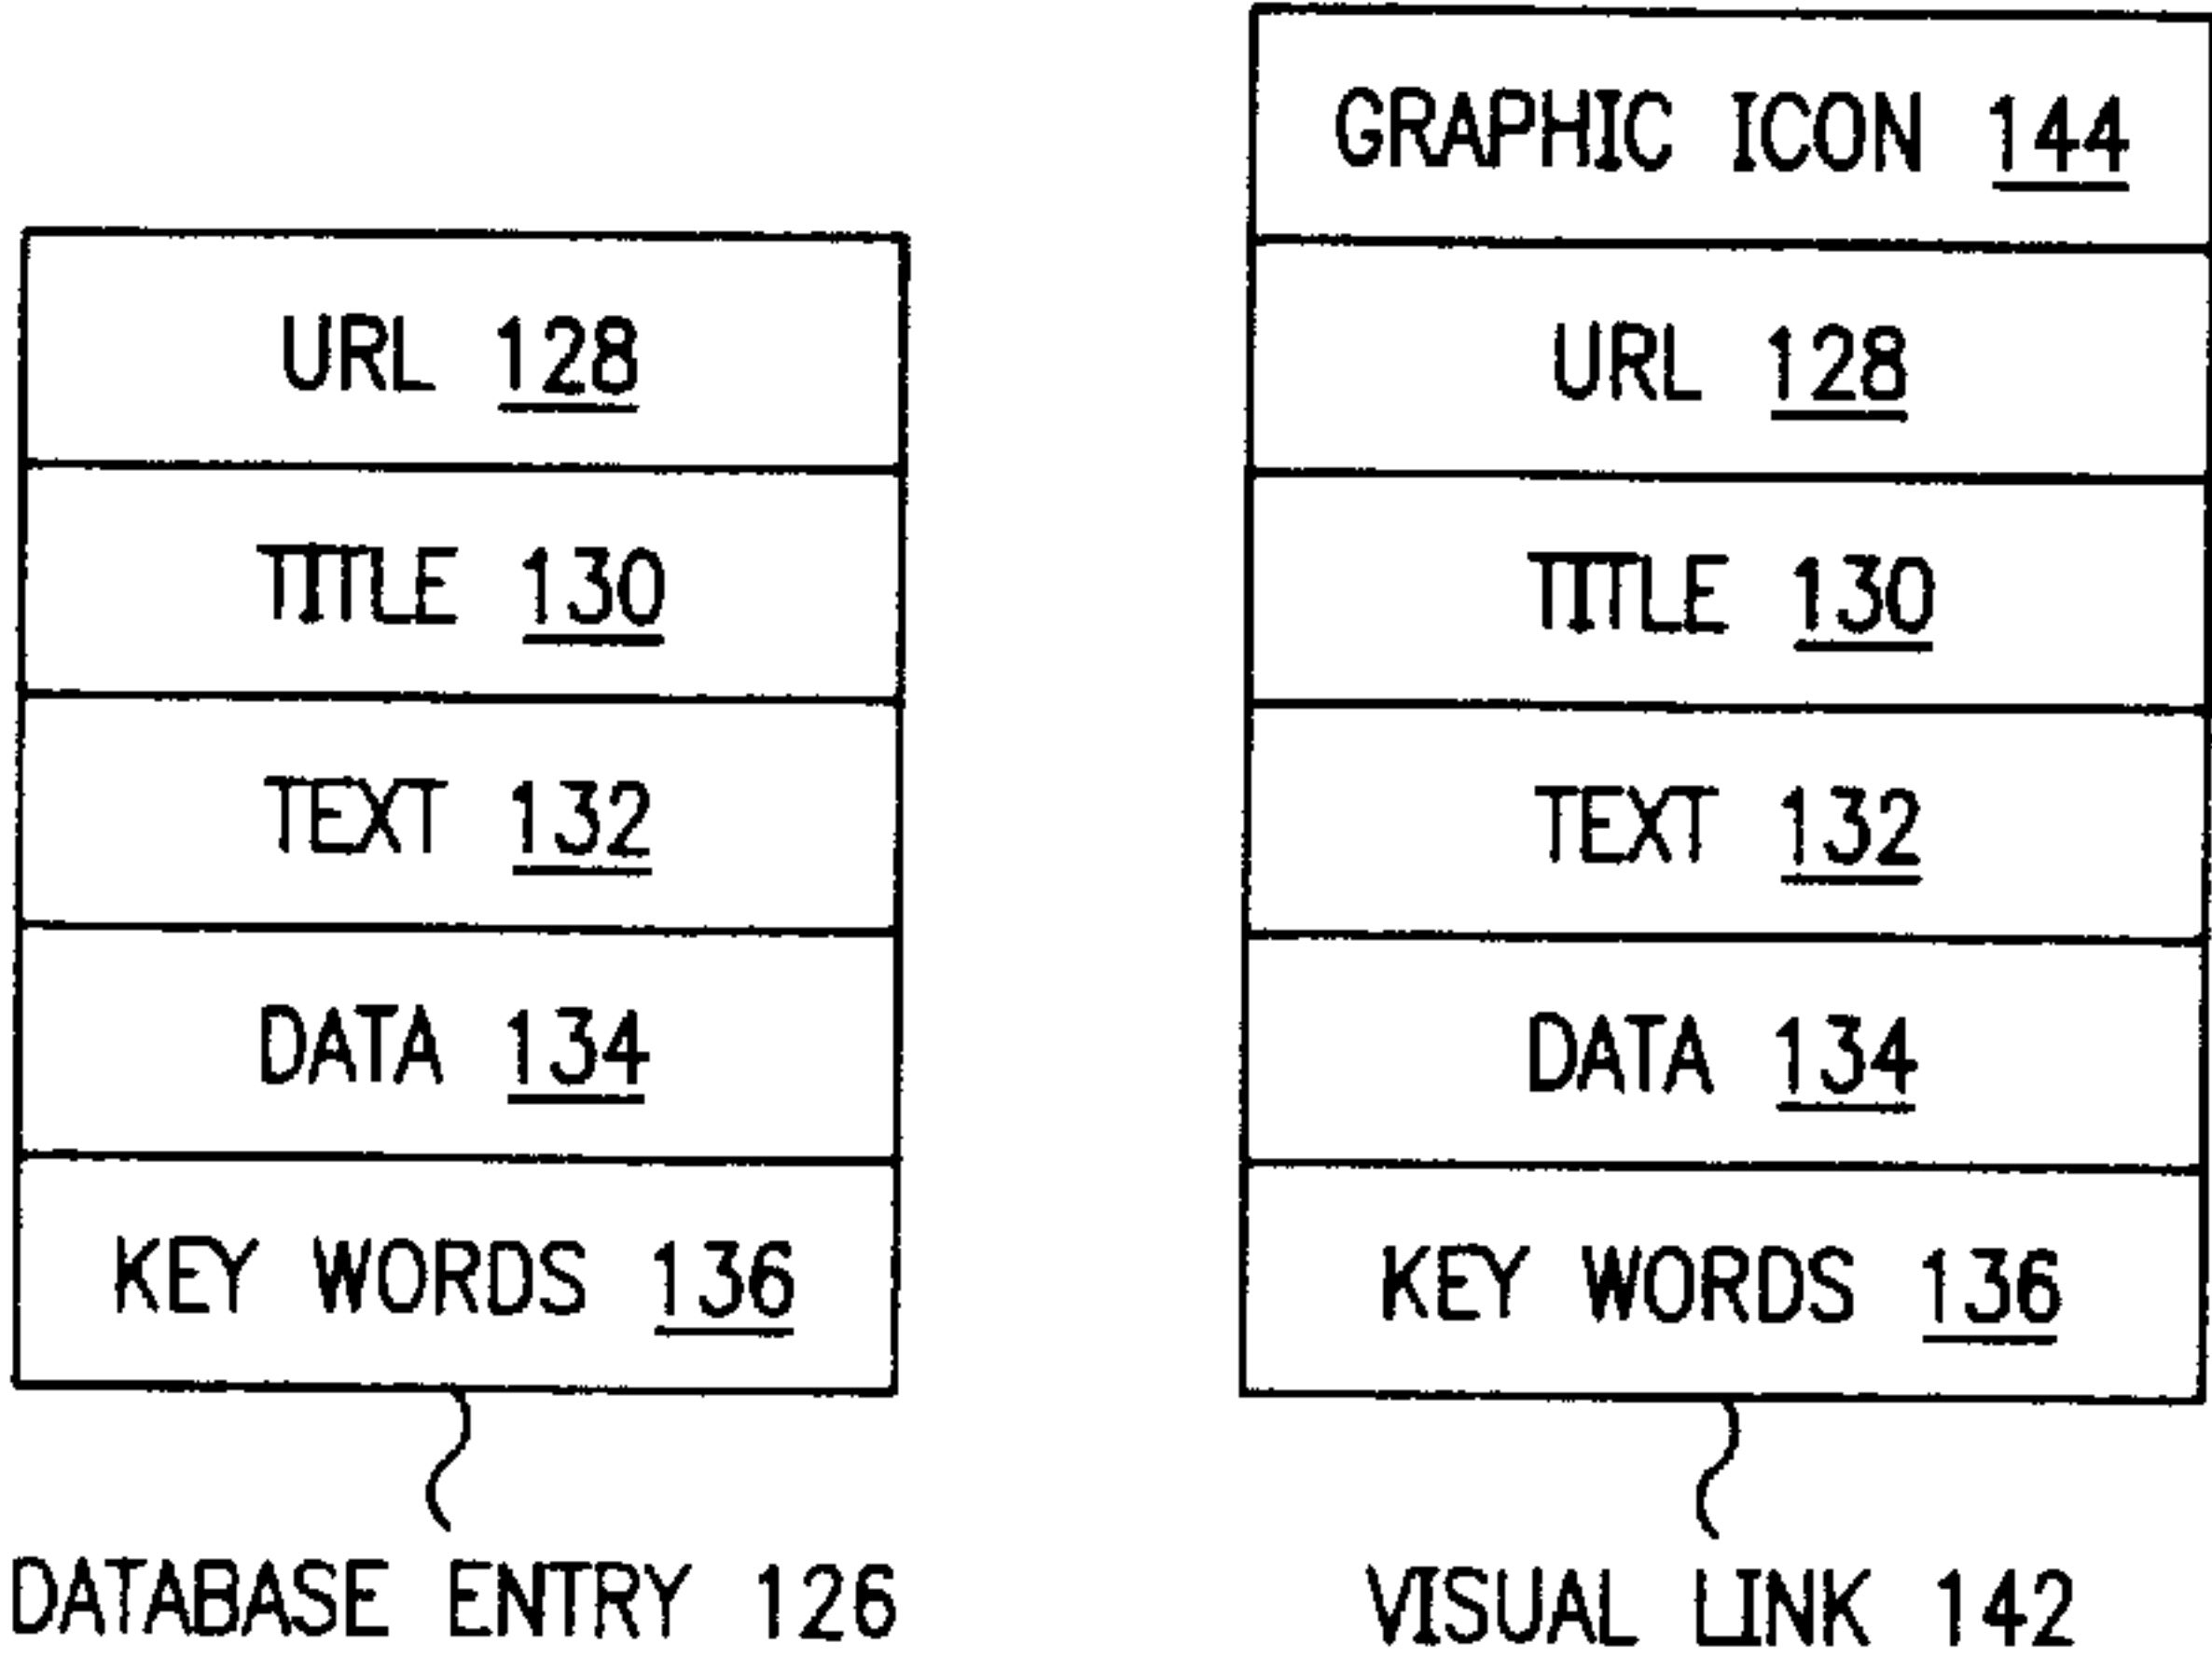 URL 128
TITLE 130
TEXT 132
DATA 134
KEY WORDS 136
DATABASE ENTRY 126
GRAPHIC ICON 144
URL 128
TITLE 130
TEXT 132
DATA 134
KEY WORDS 136
VISUAL LINK 142